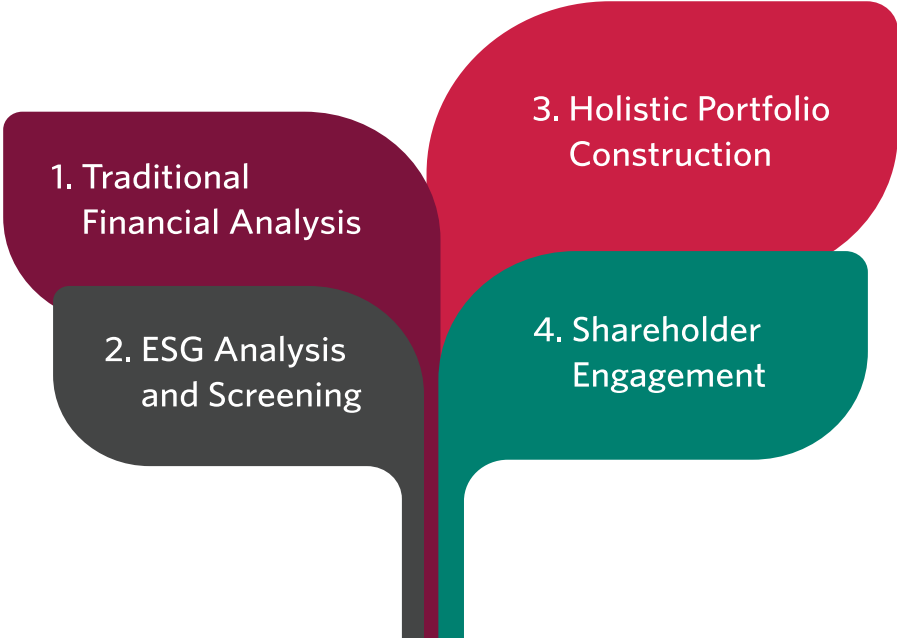 1. Traditional
Financial Analysis
2. ESG Analysis
and Screening
3. Holistic Portfolio
Construction
4. Shareholder
Engagement